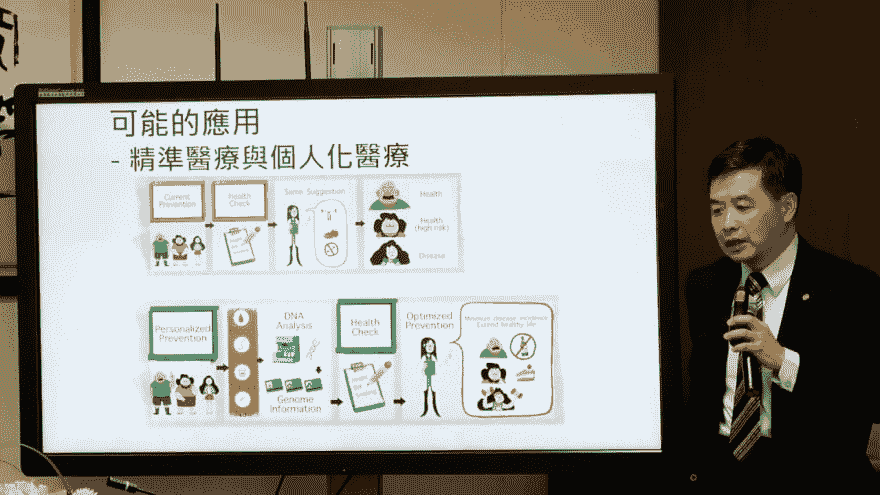 可能的應用
- 精準醫療與個人化醫療
Current
Prevention
Health
Check
Same Suggestion
Health
Health
(high risk)
Disease
Personalized
Prevention
DNA
Analysis
Genome
Information
Health
Check
Optimized
Prevention
Minimize disease incidence
Extend healthy life